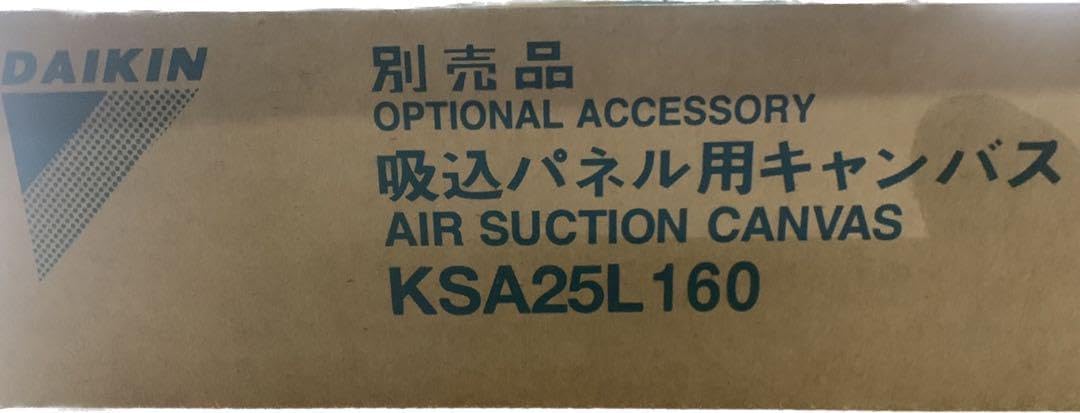 DAIKIN
別売品
OPTIONAL ACCESSORY
吸込パネル用キャンバス
AIR SUCTION CANVAS
KSA25L160